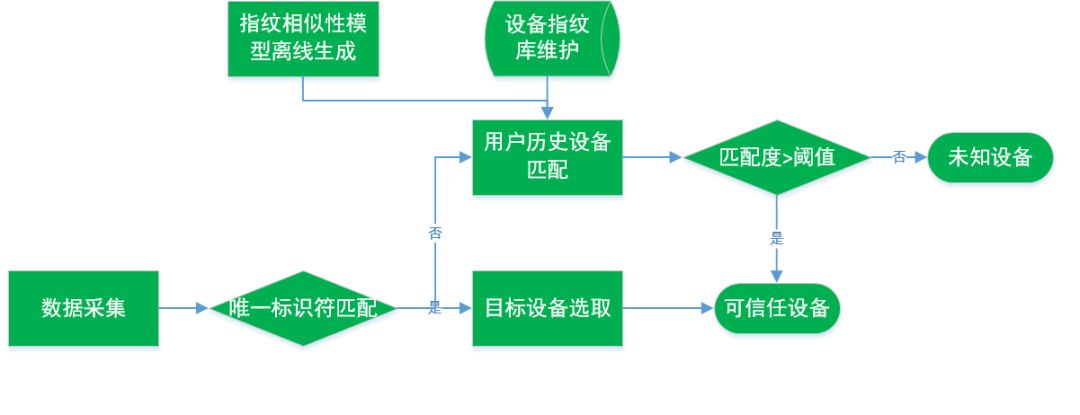 指纹相似性模
型离线生成
设备指纹
库维护
用户历史设备
匹配
匹配度>阈值
否
未知设备
否
是
数据采集
唯一标识符匹配
是
目标设备选取
可信任设备